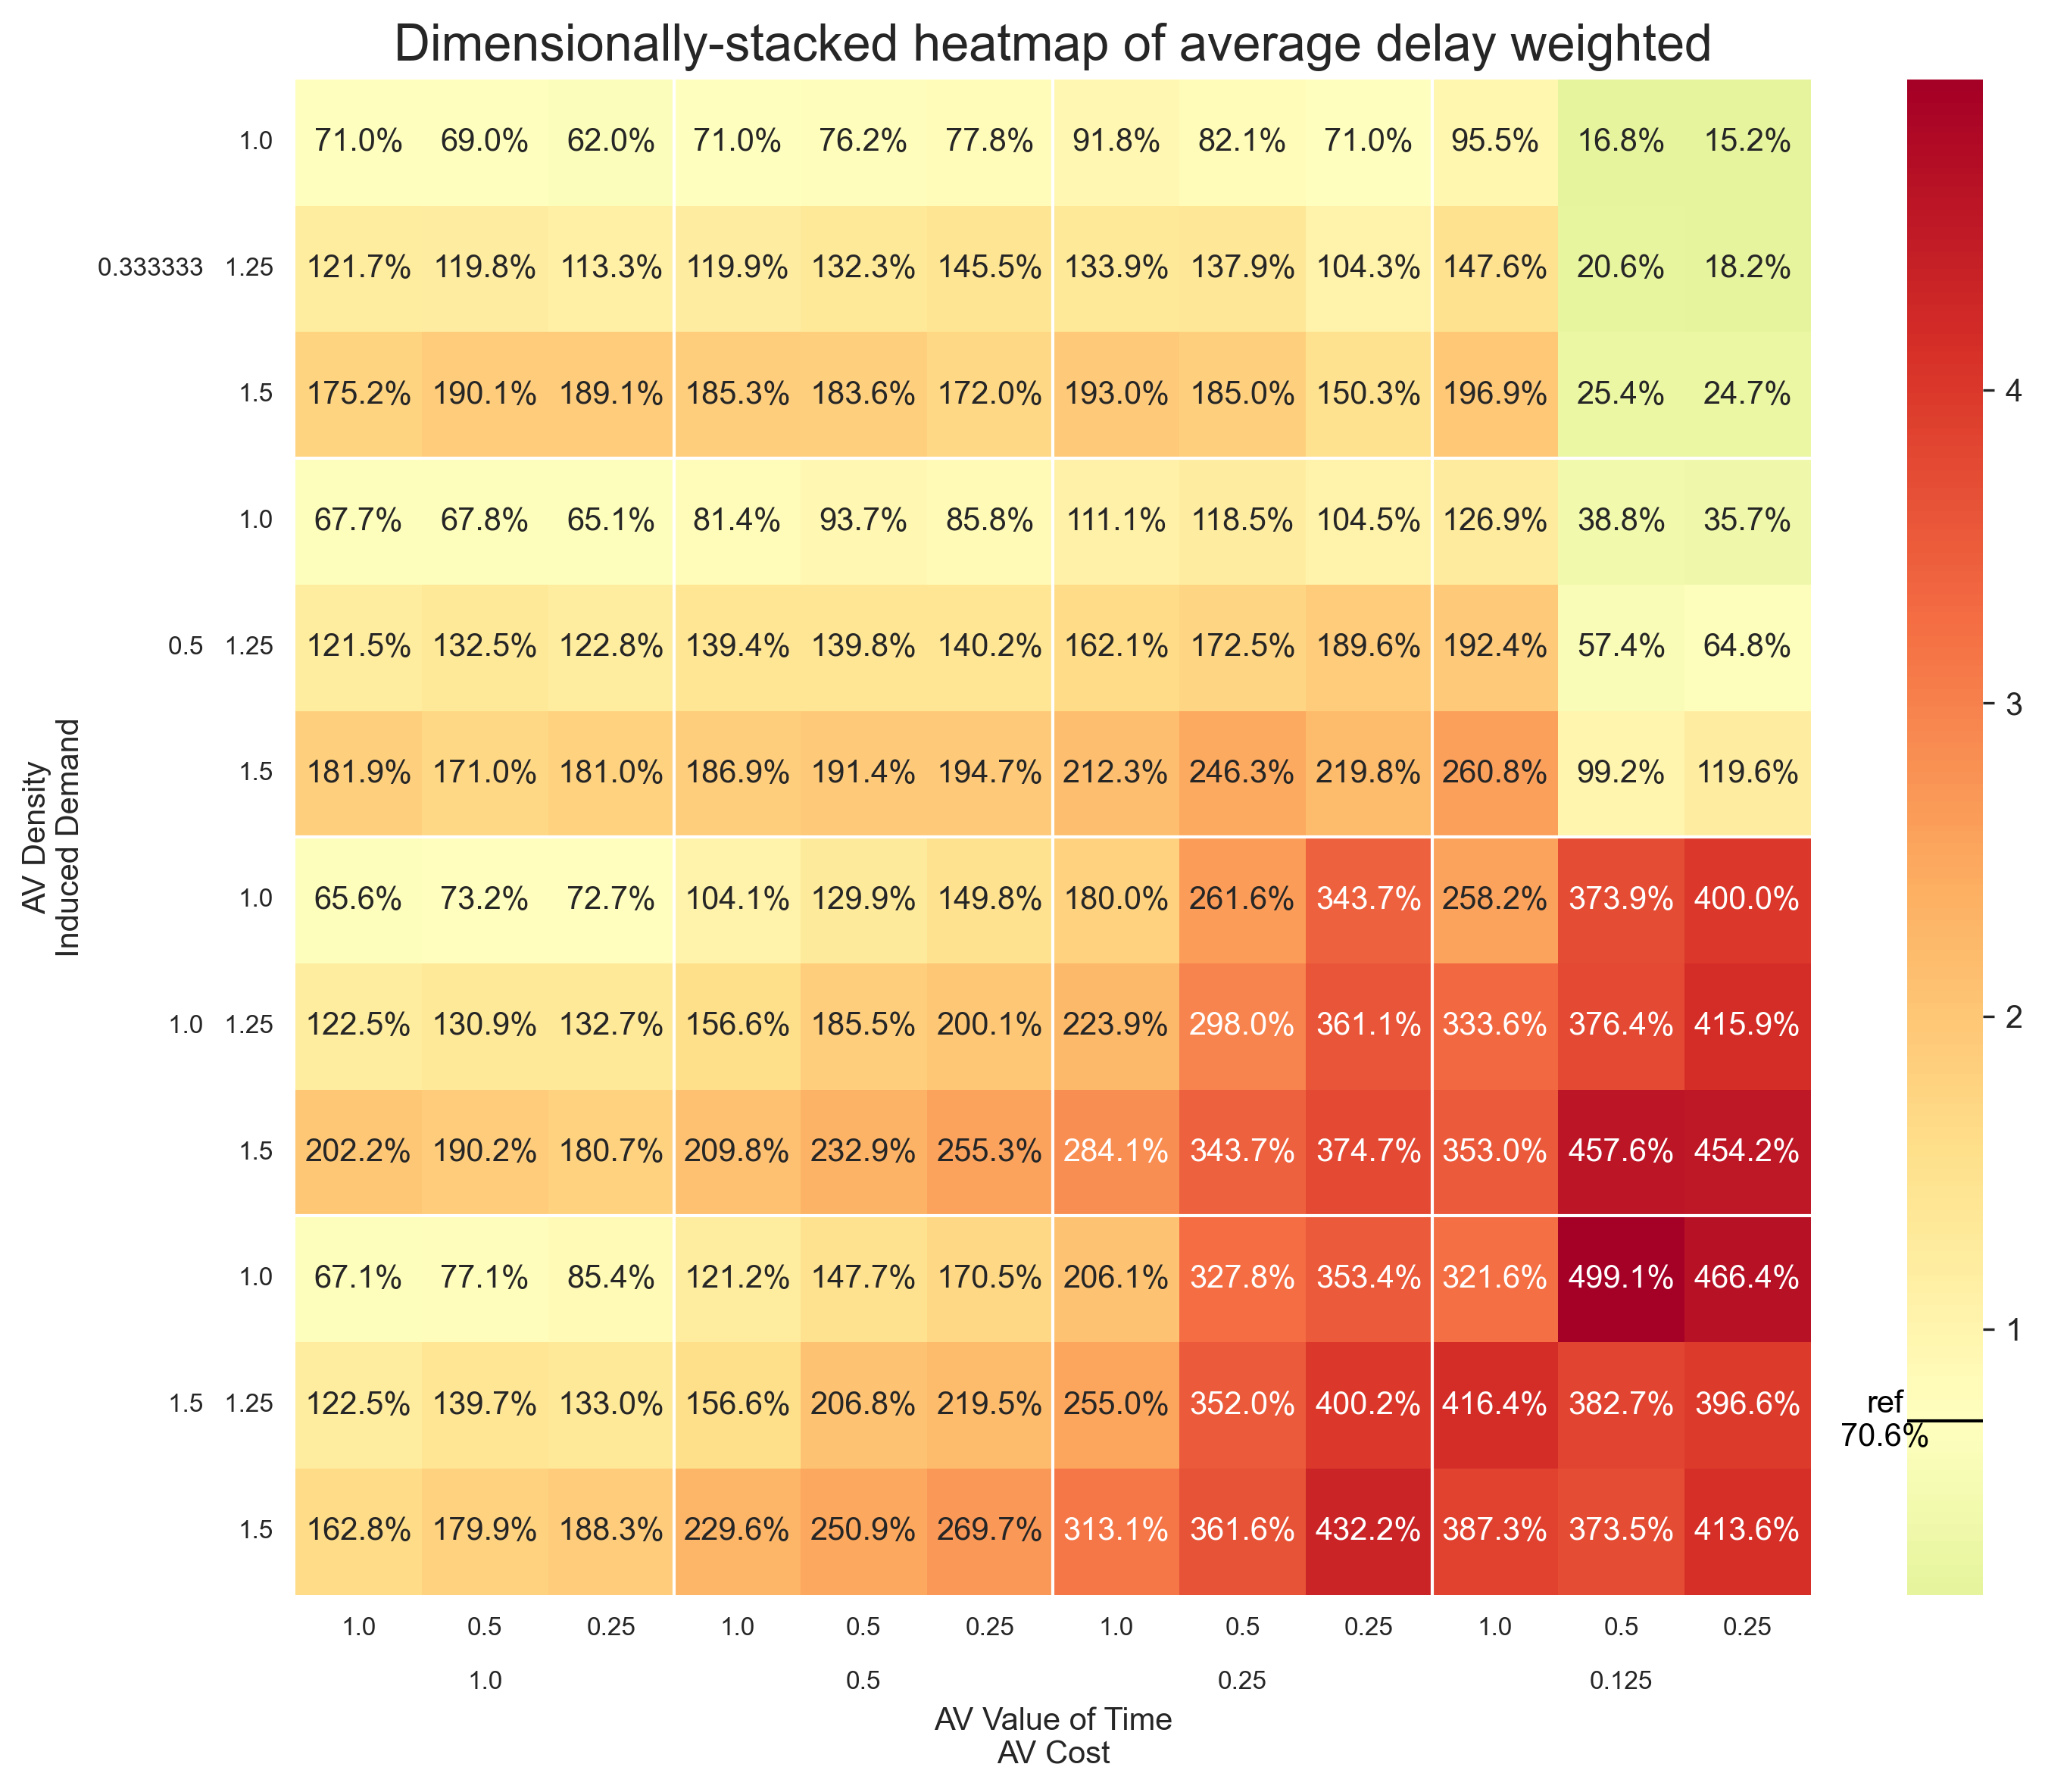 Dimensionally-stacked heatmap of average delay weighted
1.0 71.0% 69.0% 62.0% 71.0% 76.2% 77.8% 91.8% 82.1% 71.0% 95.5% 16.8% 15.2%
0.333333 1.25 121.7% 119.8% 113.3% 119.9% 132.3% 145.5% 133.9% 137.9% 104.3% 147.6% 20.6% 18.2%
1.5 175.2% 190.1% 189.1% 185.3% 183.6% 172.0% 193.0% 185.0% 150.3% 196.9% 25.4% 24.7%
4
1.0 67.7% 67.8% 65.1% 81.4% 93.7% 85.8% 111.1% 118.5% 104.5% 126.9% 38.8% 35.7%
0.5 1.25 121.5% 132.5% 122.8% 139.4% 139.8% 140.2% 162.1% 172.5% 189.6% 192.4% 57.4% 64.8%
3
1.5 181.9% 171.0% 181.0% 186.9% 191.4% 194.7% 212.3% 246.3% 219.8% 260.8% 99.2% 119.6%
AV Density
Induced Demand
1.0 65.6% 73.2% 72.7% 104.1% 129.9% 149.8% 180.0% 261.6% 343.7% 258.2% 373.9% 400.0%
1.0 1.25 122.5% 130.9% 132.7% 156.6% 185.5% 200.1% 223.9% 298.0% 361.1% 333.6% 376.4% 415.9%
2
1.5 202.2% 190.2% 180.7% 209.8% 232.9% 255.3% 284.1% 343.7% 374.7% 353.0% 457.6% 454.2%
1.0 67.1% 77.1% 85.4% 121.2% 147.7% 170.5% 206.1% 327.8% 353.4% 321.6% 499.1% 466.4%
1
1.5 1.25 122.5% 139.7% 133.0% 156.6% 206.8% 219.5% 255.0% 352.0% 400.2% 416.4% 382.7% 396.6%
ref
70.6%
1.5 162.8% 179.9% 188.3% 229.6% 250.9% 269.7% 313.1% 361.6% 432.2% 387.3% 373.5% 413.6%
1.0 0.5 0.25 1.0 0.5 0.25 1.0 0.5 0.25 1.0 0.5 0.25
1.0 0.5 0.25 0.125
AV Value of Time
AV Cost